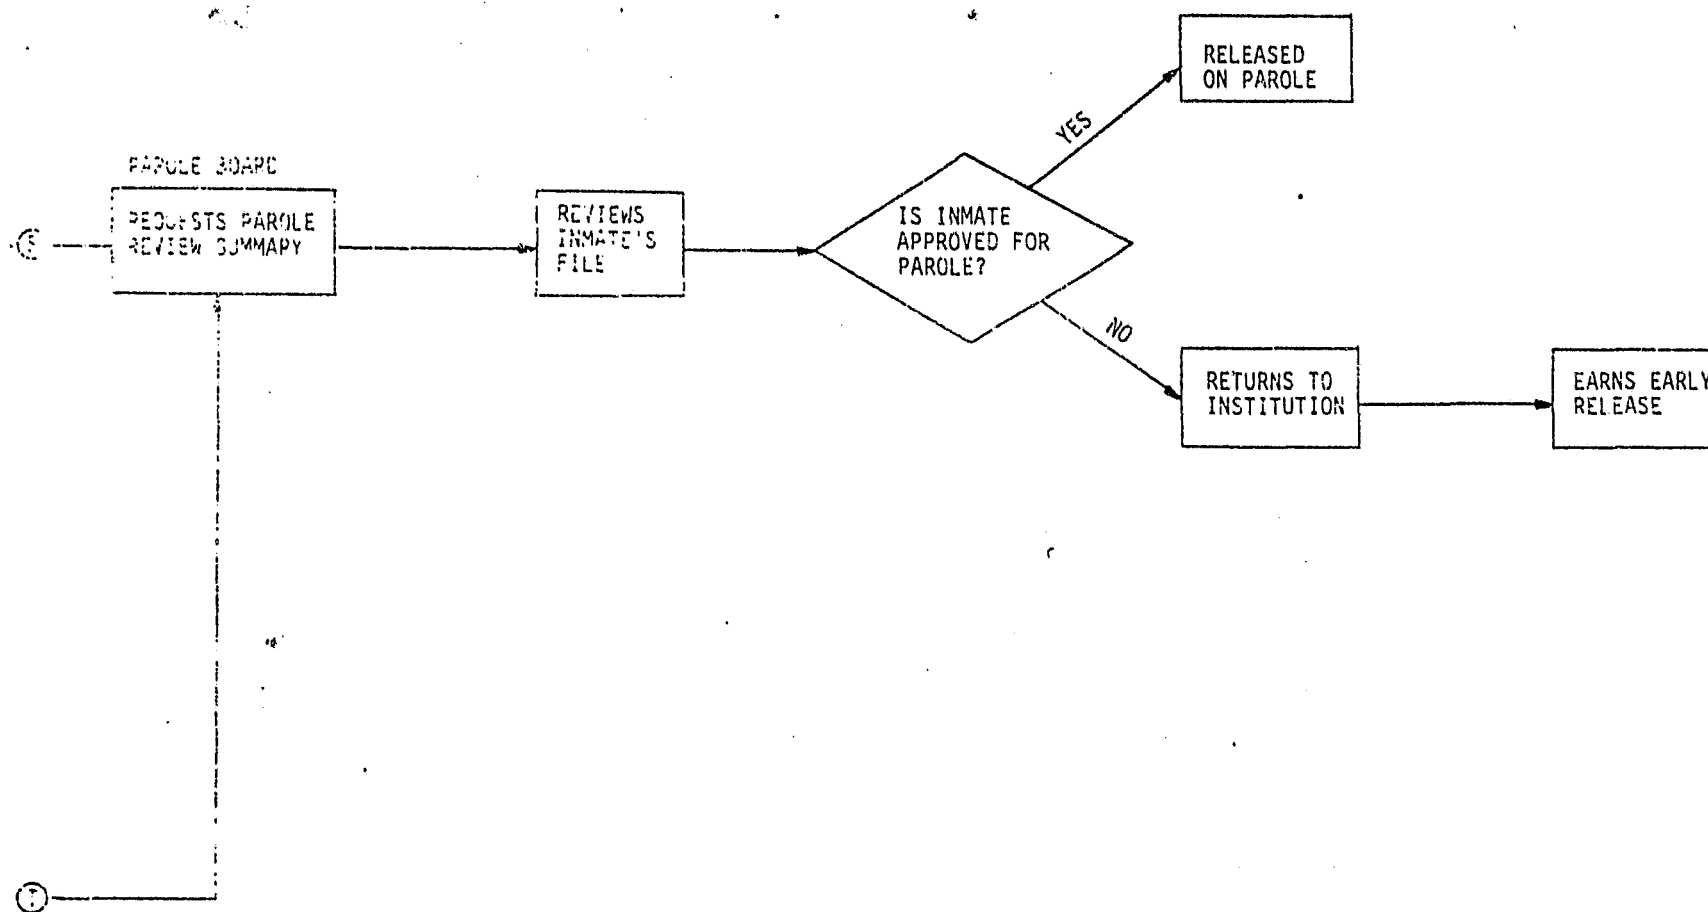 PAROLE BOARD
REQUESTS PAROLE
REVIEW SUMMARY
REVIEWS
INMATE'S
FILE
IS INMATE
APPROVED FOR
PAROLE?
YES
RELEASED
ON PAROLE
NO
RETURNS TO
INSTITUTION
EARNS EARLY
RELEASE